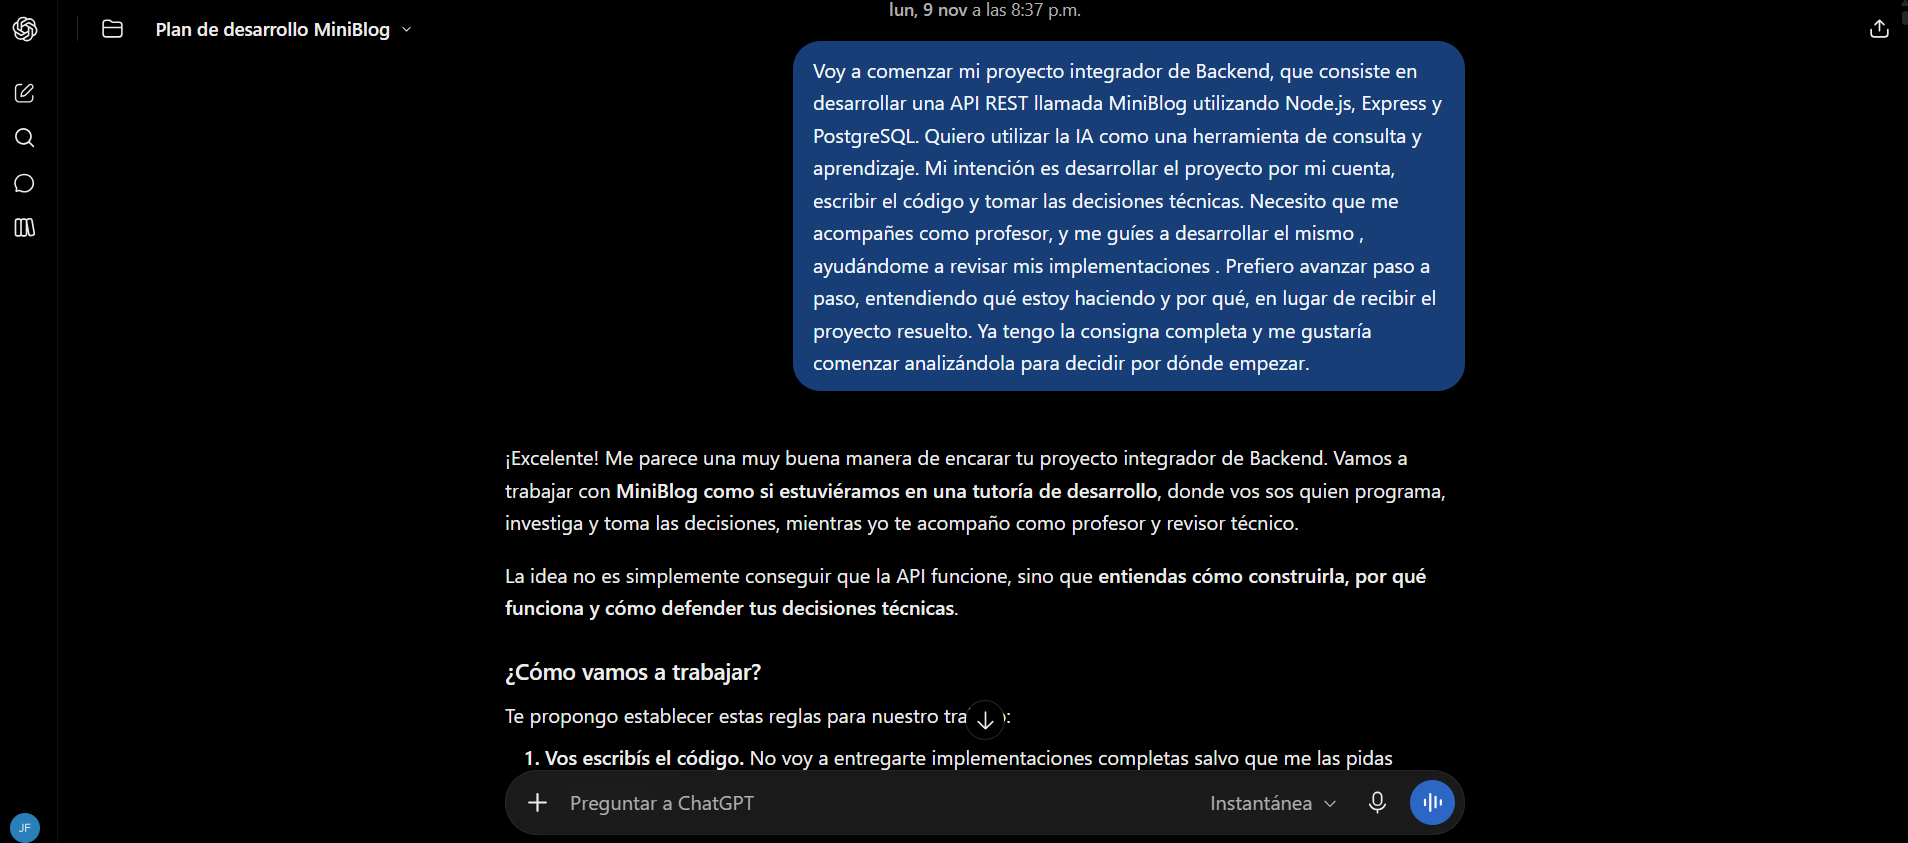 lun, 9 nov a las 8:37 p.m.
Plan de desarrollo MiniBlog
Voy a comenzar mi proyecto integrador de Backend, que consiste en
desarrollar una API REST llamada MiniBlog utilizando Node.js, Express y
PostgreSQL. Quiero utilizar la IA como una herramienta de consulta y
aprendizaje. Mi intención es desarrollar el proyecto por mi cuenta,
escribir el código y tomar las decisiones técnicas. Necesito que me
acompañes como profesor, y me guíes a desarrollar el mismo ,
ayudándome a revisar mis implementaciones . Prefiero avanzar paso a
paso, entendiendo qué estoy haciendo y por qué, en lugar de recibir el
proyecto resuelto. Ya tengo la consigna completa y me gustaría
comenzar analizándola para decidir por dónde empezar.
¡Excelente! Me parece una muy buena manera de encarar tu proyecto integrador de Backend. Vamos a
trabajar con MiniBlog como si estuviéramos en una tutoría de desarrollo, donde vos sos quien programa,
investiga y toma las decisiones, mientras yo te acompaño como profesor y revisor técnico.
La idea no es simplemente conseguir que la API funcione, sino que entiendas cómo construirla, por qué
funciona y cómo defender tus decisiones técnicas.
¿Cómo vamos a trabajar?
Te propongo establecer estas reglas para nuestro
1. Vos escribís el código. No voy a entregarte implementaciones completas salvo que me las pidas
Preguntar a ChatGPT
Instantánea
JF